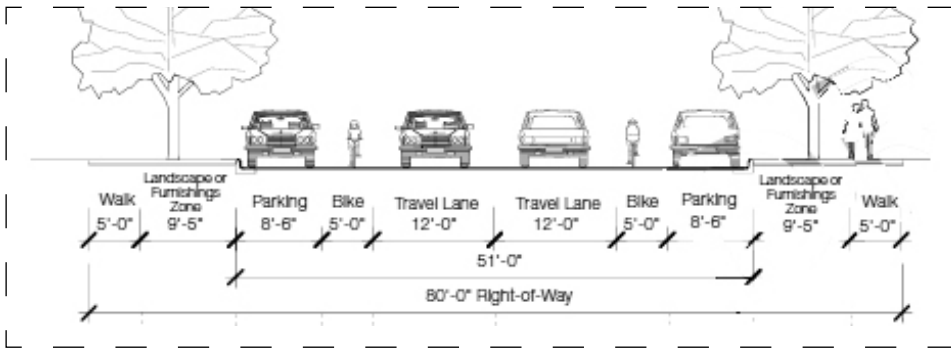 Walk
5'-0"
Landscape or
Furnishings
Zone
9'-5"
Parking
8'-6"
Bike
5'-0"
Travel Lane
12'-0"
Travel Lane
12'-0"
Bike
5'-0"
Parking
8'-6"
Landscape or
Furnishings
Zone
9'-5"
Walk
5'-0"
51'-0"
80'-0" Right-of-Way